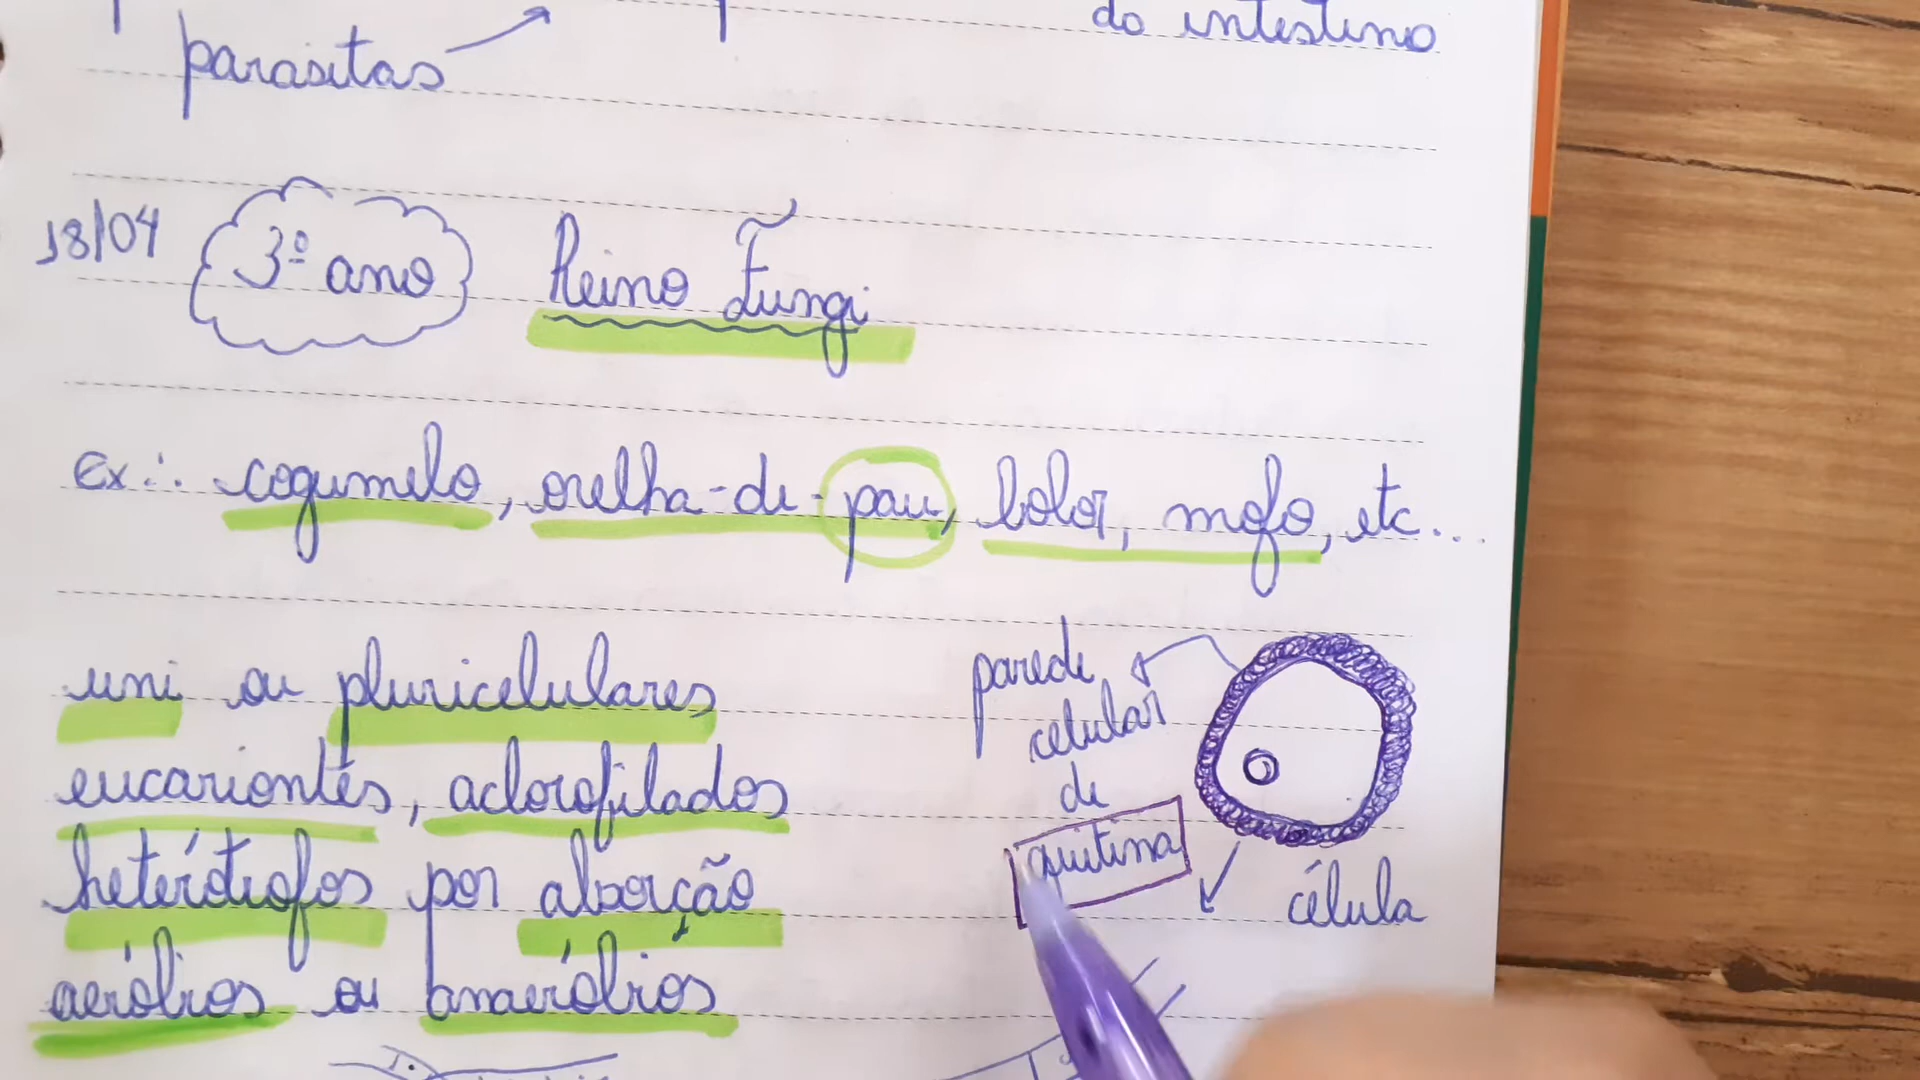 do intestino
parasitas
18/04 3º ano Reino Fungi
Ex.: cogumelo, orelha-de-pau, bolor, mofo, etc...
uni ou pluricelulares
eucariontes, aclorofilados
heterótrofos por absorção
aeróbios ou anaeróbios
parede
celular
de
quitina
célula